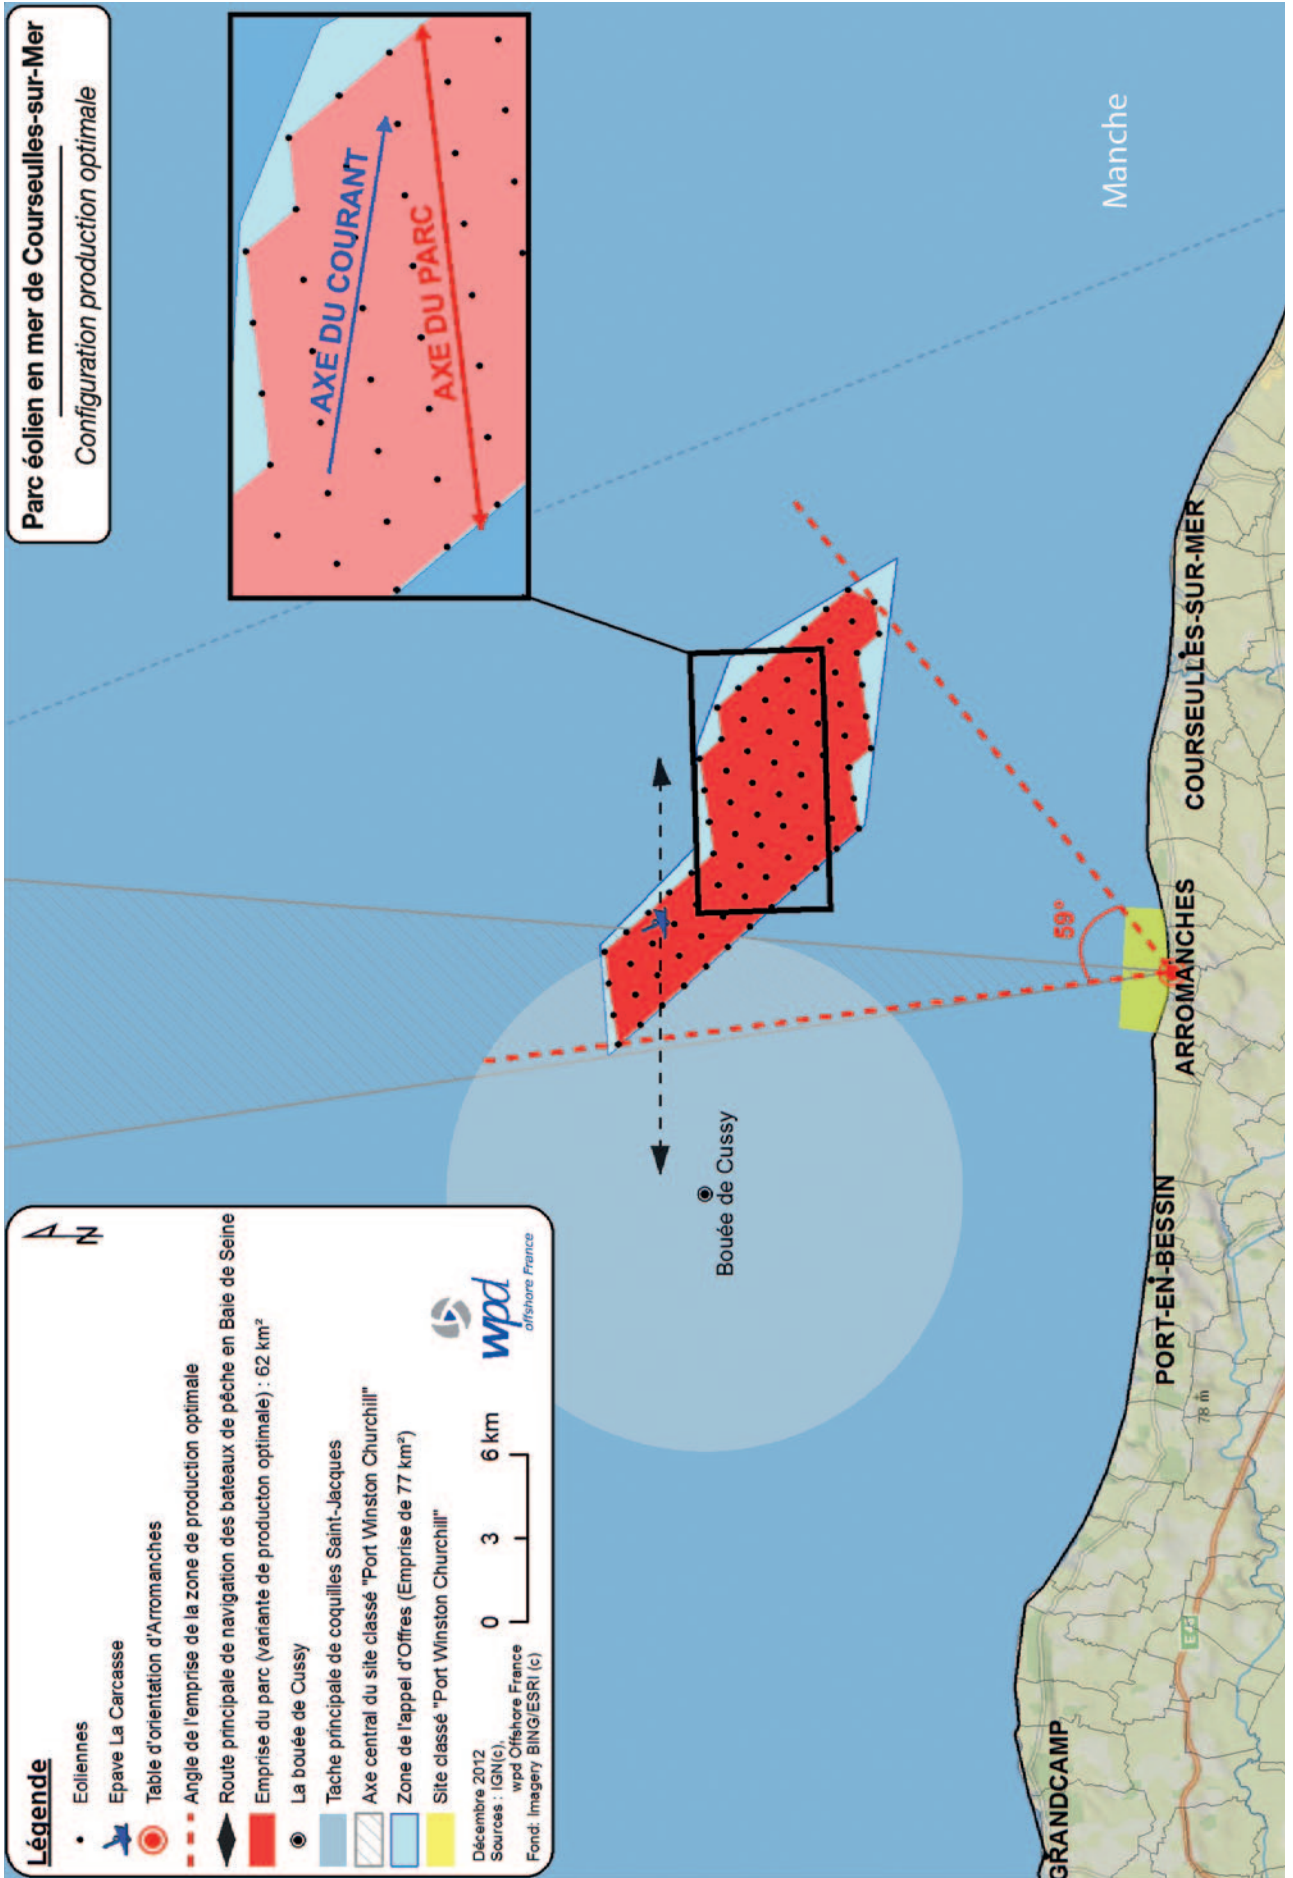 Parc éolien en mer de Courseulles-sur-Mer
Configuration production optimale
AXE DU COURANT
AXE DU PARC
Manche
59°
Bouée de Cussy
GRANDCAMP
PORT-EN-BESSIN
ARROMANCHES
COURSEULLES-SUR-MER
78 m
Légende
N
Eoliennes
Epave La Carcasse
Table d'orientation d'Arromanches
Angle de l'emprise de la zone de production optimale
Route principale de navigation des bateaux de pêche en Baie de Seine
Emprise du parc (variante de producton optimale) : 62 km²
La bouée de Cussy
Tache principale de coquilles Saint-Jacques
Axe central du site classé "Port Winston Churchill"
Zone de l'appel d'Offres (Emprise de 77 km²)
Site classé "Port Winston Churchill"
Décembre 2012
Sources : IGN(c),
wpd Offshore France
Fond: Imagery BING/ESRI (c)
0 3 6 km
wpd
offshore France